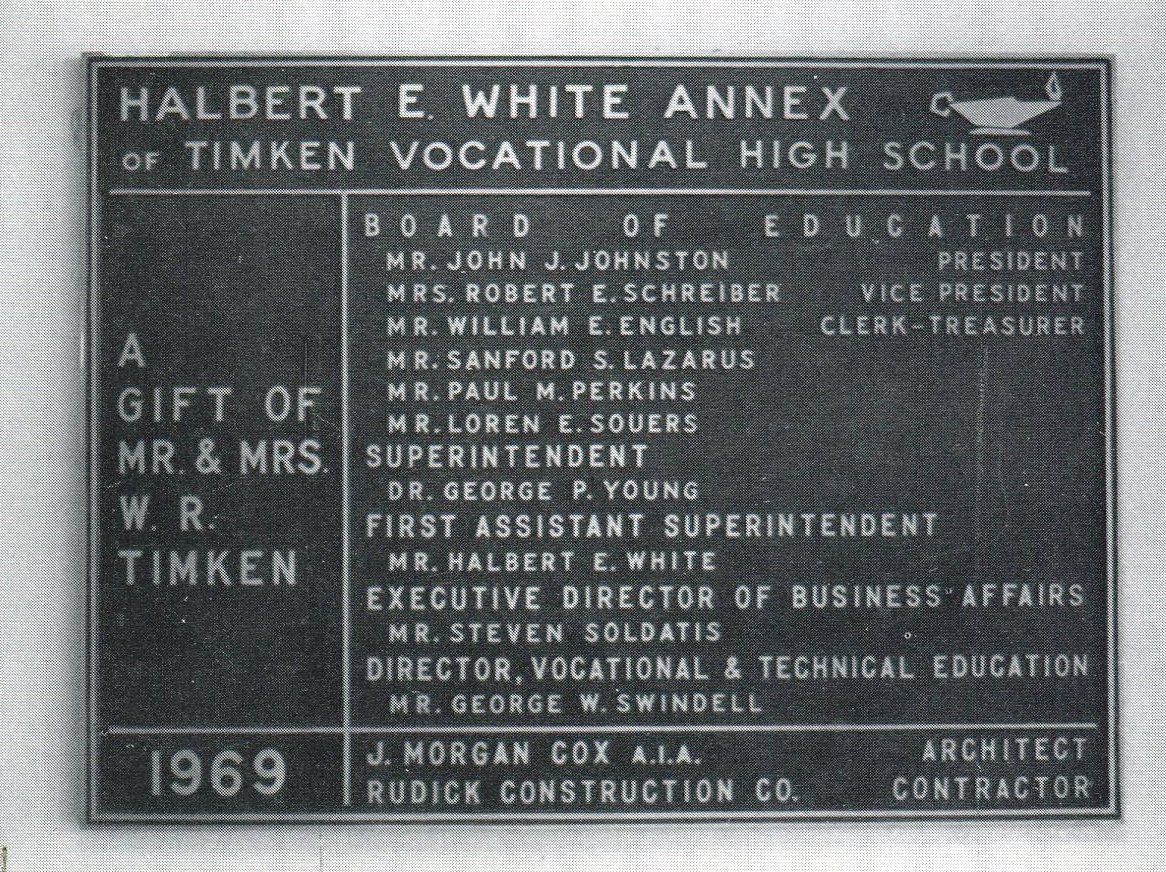 HALBERT E. WHITE ANNEX
OF TIMKEN VOCATIONAL HIGH SCHOOL
A
GIFT OF
MR. & MRS.
W. R.
TIMKEN
BOARD OF EDUCATION
MR. JOHN J. JOHNSTON PRESIDENT
MRS. ROBERT E. SCHREIBER VICE PRESIDENT
MR. WILLIAM E. ENGLISH CLERK-TREASURER
MR. SANFORD S. LAZARUS
MR. PAUL M. PERKINS
MR. LOREN E. SOUERS
SUPERINTENDENT
DR. GEORGE P. YOUNG
FIRST ASSISTANT SUPERINTENDENT
MR. HALBERT E. WHITE
EXECUTIVE DIRECTOR OF BUSINESS AFFAIRS
MR. STEVEN SOLDATIS
DIRECTOR, VOCATIONAL & TECHNICAL EDUCATION
MR. GEORGE W. SWINDELL
1969
J. MORGAN COX A.I.A. ARCHITECT
RUDICK CONSTRUCTION CO. CONTRACTOR